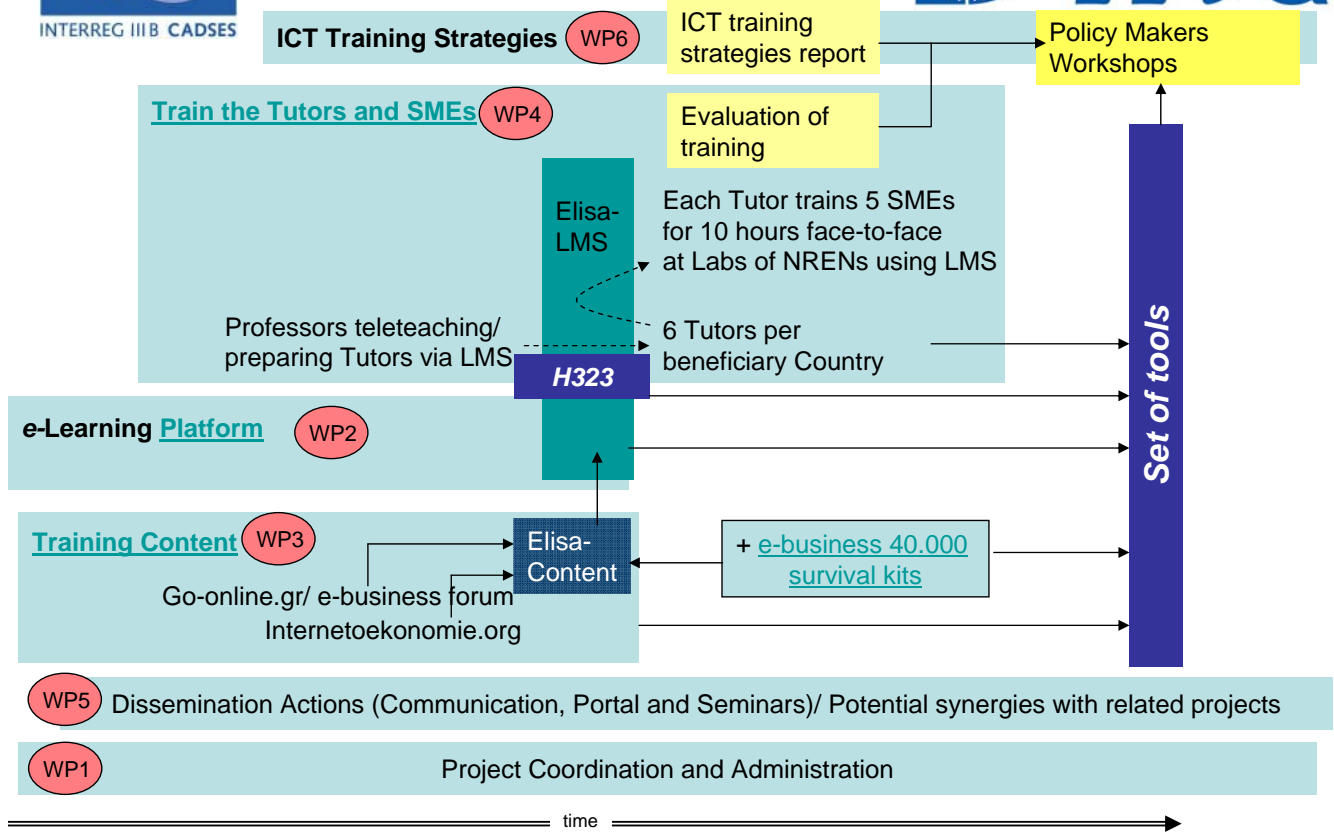 INTERREG III B CADSES
ICT Training Strategies
WP6
ICT training
strategies report
Policy Makers
Workshops
Train the Tutors and SMEs
WP4
Evaluation of
training
Elisa-
LMS
Each Tutor trains 5 SMEs
for 10 hours face-to-face
at Labs of NRENs using LMS
Professors teleteaching/
preparing Tutors via LMS
6 Tutors per
beneficiary Country
H323
Set of tools
e-Learning Platform
WP2
Training Content
WP3
Elisa-
Content
+ e-business 40.000
survival kits
Go-online.gr/ e-business forum
Internetoekonomie.org
WP5
Dissemination Actions (Communication, Portal and Seminars)/ Potential synergies with related projects
WP1
Project Coordination and Administration
time